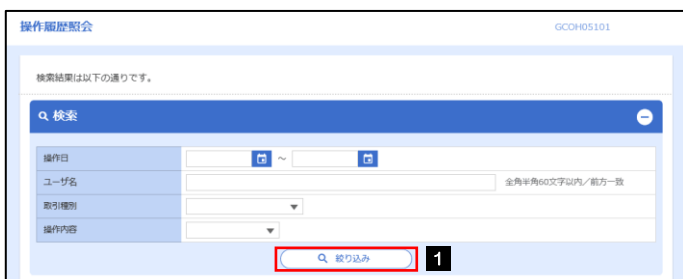 操作履歴照会 GCOH05101
検索結果は以下の通りです。
検索
操作日 ～
ユーザ名 全角半角60文字以内／前方一致
取引種別
操作内容
絞り込み 1